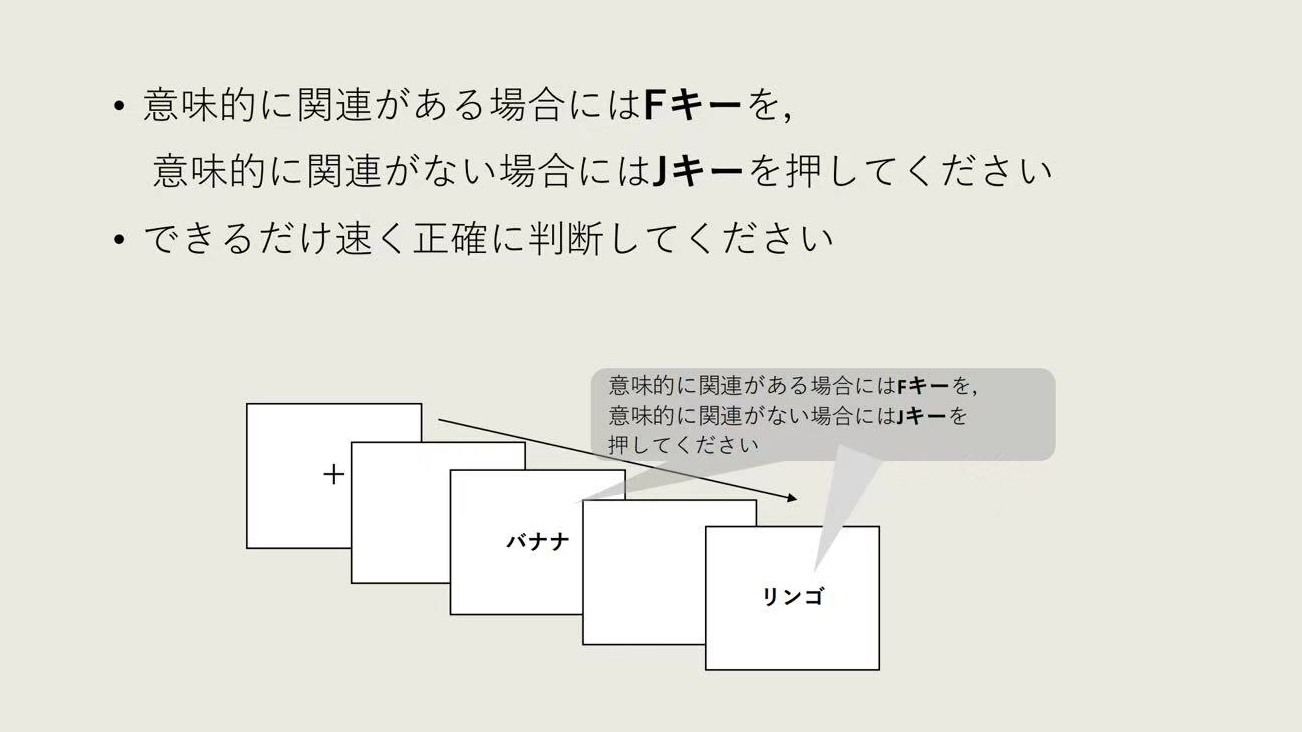 • 意味的に関連がある場合にはFキーを,
意味的に関連がない場合にはJキーを押してください
• できるだけ速く正確に判断してください
意味的に関連がある場合にはFキーを,
意味的に関連がない場合にはJキーを
押してください
＋
バナナ
リンゴ